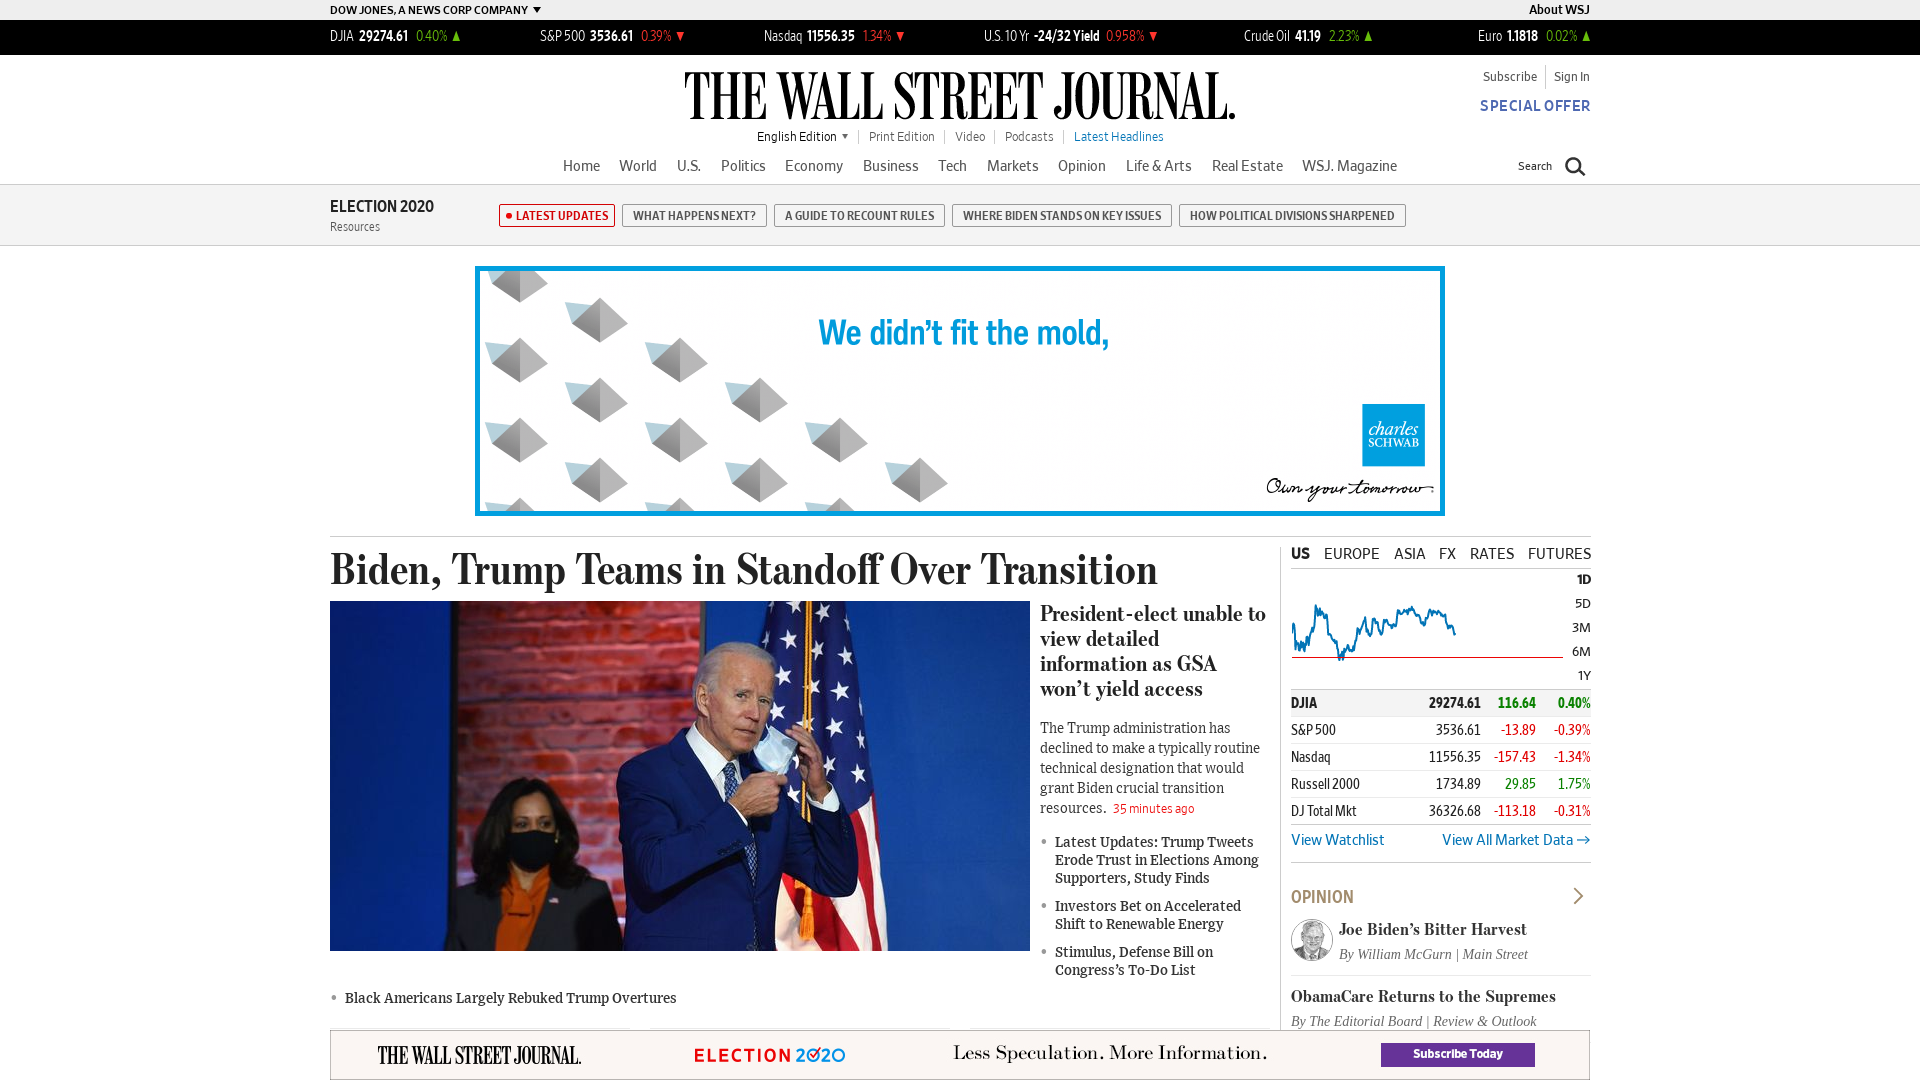 DOW JONES, A NEWS CORP COMPANY
About WSJ
DJIA 29274.61 0.40%
S&P 500 3536.61 0.39%
Nasdaq 11556.35 1.34%
U.S. 10 Yr -24/32 Yield 0.958%
Crude Oil 41.19 2.23%
Euro 1.1818 0.02%
THE WALL STREET JOURNAL.
Subscribe
Sign In
SPECIAL OFFER
English Edition
Print Edition
Video
Podcasts
Latest Headlines
Home World U.S. Politics Economy Business Tech Markets Opinion Life & Arts Real Estate WSJ. Magazine
Search
ELECTION 2020
Resources
LATEST UPDATES
WHAT HAPPENS NEXT?
A GUIDE TO RECOUNT RULES
WHERE BIDEN STANDS ON KEY ISSUES
HOW POLITICAL DIVISIONS SHARPENED
We didn't fit the mold,
charles
SCHWAB
Own your tomorrow
Biden, Trump Teams in Standoff Over Transition
President-elect unable to
view detailed
information as GSA
won't yield access
The Trump administration has
declined to make a typically routine
technical designation that would
grant Biden crucial transition
resources. 35 minutes ago
• Latest Updates: Trump Tweets
Erode Trust in Elections Among
Supporters, Study Finds
• Investors Bet on Accelerated
Shift to Renewable Energy
• Stimulus, Defense Bill on
Congress's To-Do List
• Black Americans Largely Rebuked Trump Overtures
US EUROPE ASIA FX RATES FUTURES
1D
5D
3M
6M
1Y
DJIA 29274.61 116.64 0.40%
S&P 500 3536.61 -13.89 -0.39%
Nasdaq 11556.35 -157.43 -1.34%
Russell 2000 1734.89 29.85 1.75%
DJ Total Mkt 36326.68 -113.18 -0.31%
View Watchlist
View All Market Data →
OPINION
Joe Biden's Bitter Harvest
By William McGurn | Main Street
ObamaCare Returns to the Supremes
By The Editorial Board | Review & Outlook
THE WALL STREET JOURNAL.
ELECTION 2020
Less Speculation. More Information.
Subscribe Today